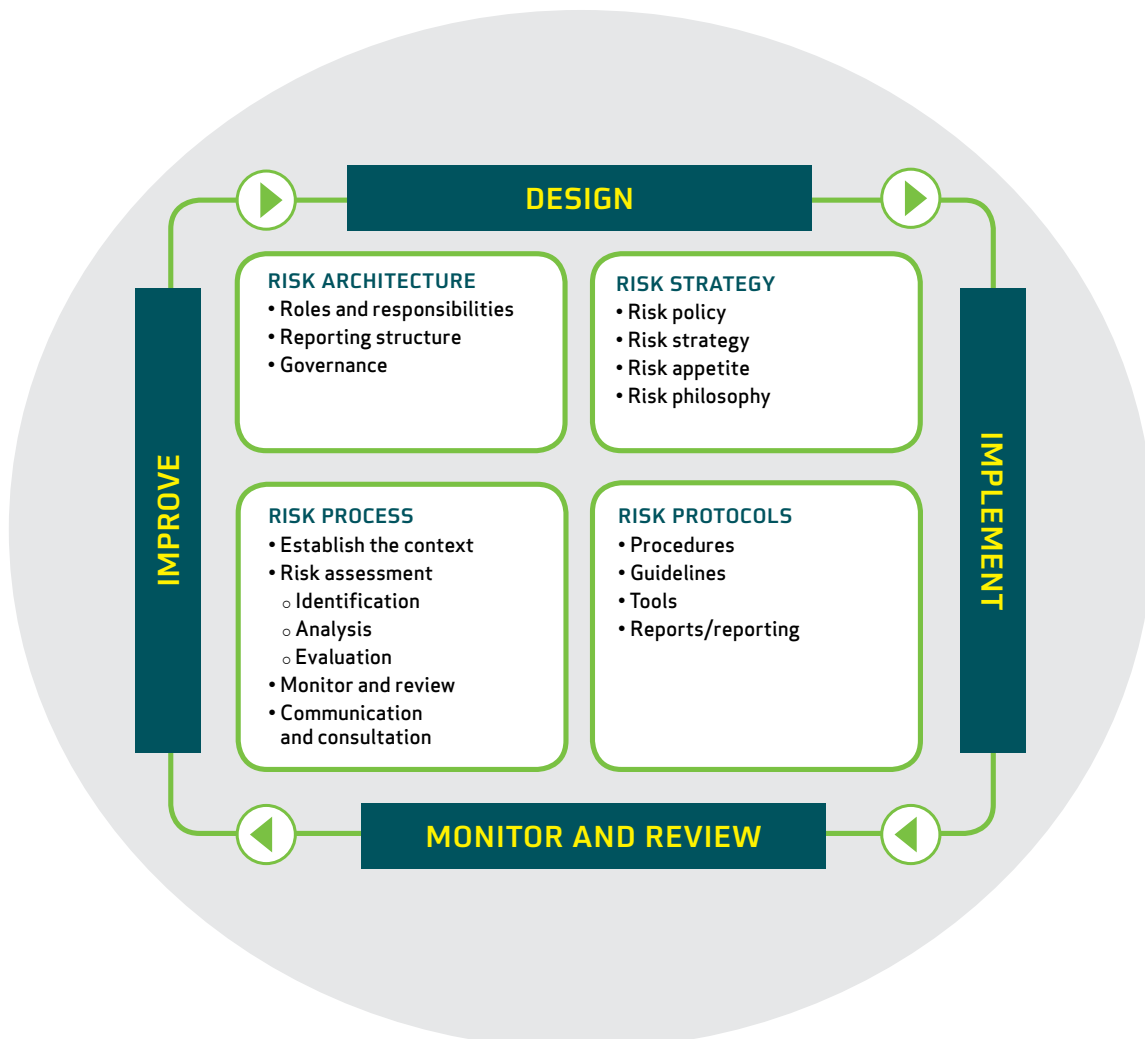 DESIGN
RISK ARCHITECTURE
• Roles and responsibilities
• Reporting structure
• Governance
RISK STRATEGY
• Risk policy
• Risk strategy
• Risk appetite
• Risk philosophy
IMPROVE
IMPLEMENT
RISK PROCESS
• Establish the context
• Risk assessment
○ Identification
○ Analysis
○ Evaluation
• Monitor and review
• Communication
and consultation
RISK PROTOCOLS
• Procedures
• Guidelines
• Tools
• Reports/reporting
MONITOR AND REVIEW